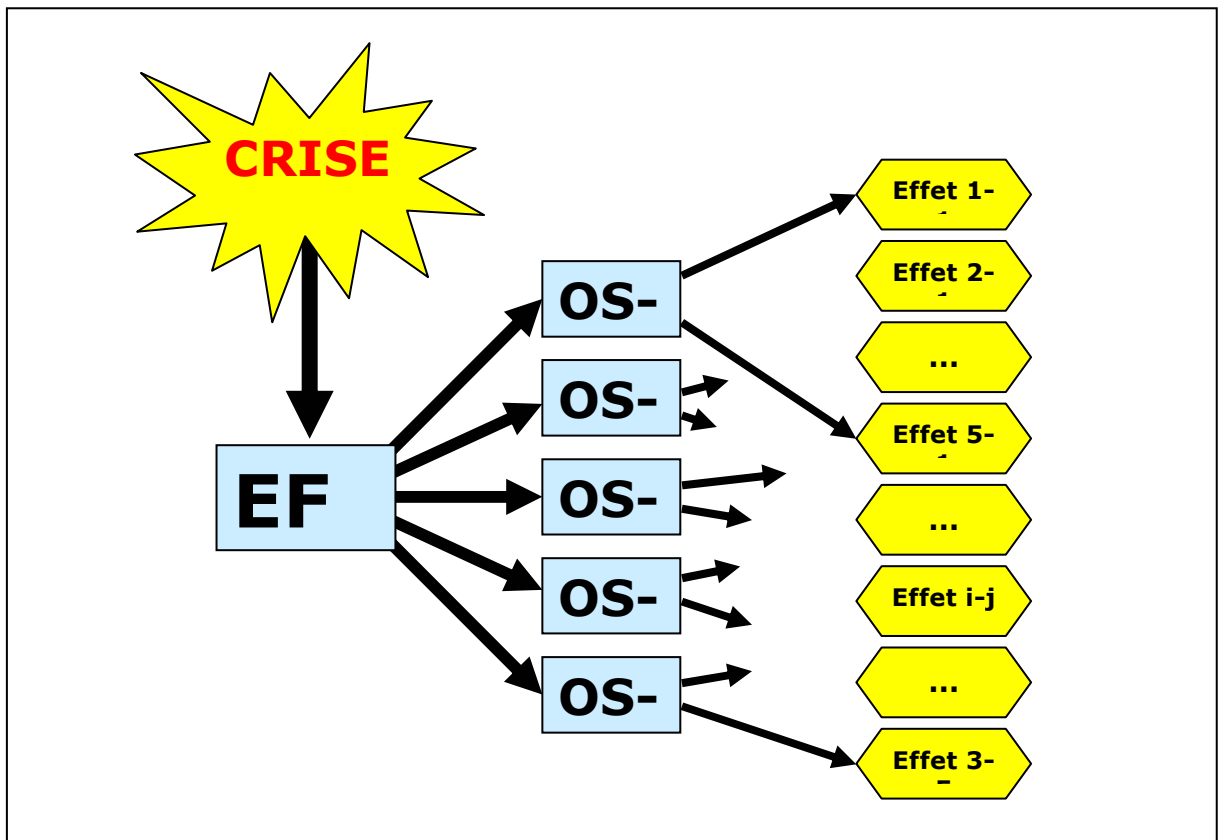 CRISE
EF
OS-
OS-
OS-
OS-
OS-
Effet 1-
Effet 2-
...
Effet 5-
...
Effet i-j
...
Effet 3-